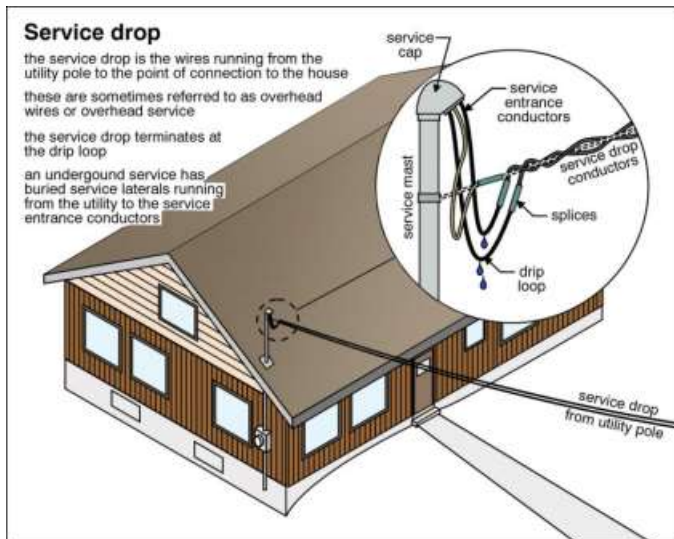 Service drop
the service drop is the wires running from the
utility pole to the point of connection to the house
these are sometimes referred to as overhead
wires or overhead service
the service drop terminates at
the drip loop
an undergound service has
buried service laterals running
from the utility to the service
entrance conductors
service
cap
service
entrance
conductors
service drop
conductors
service mast
splices
drip
loop
service drop
from utility pole